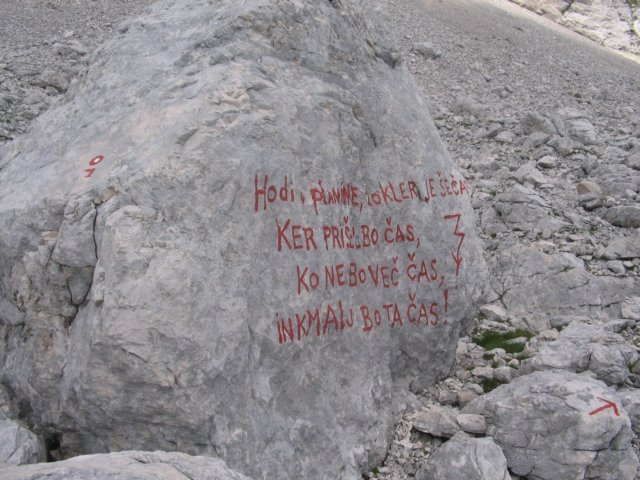 Hodi v planine, dokler je še čas
KER PRIŠL BO ČAS,
KO NE BO VEČ ČAS,
IN KMALU BO TA ČAS!